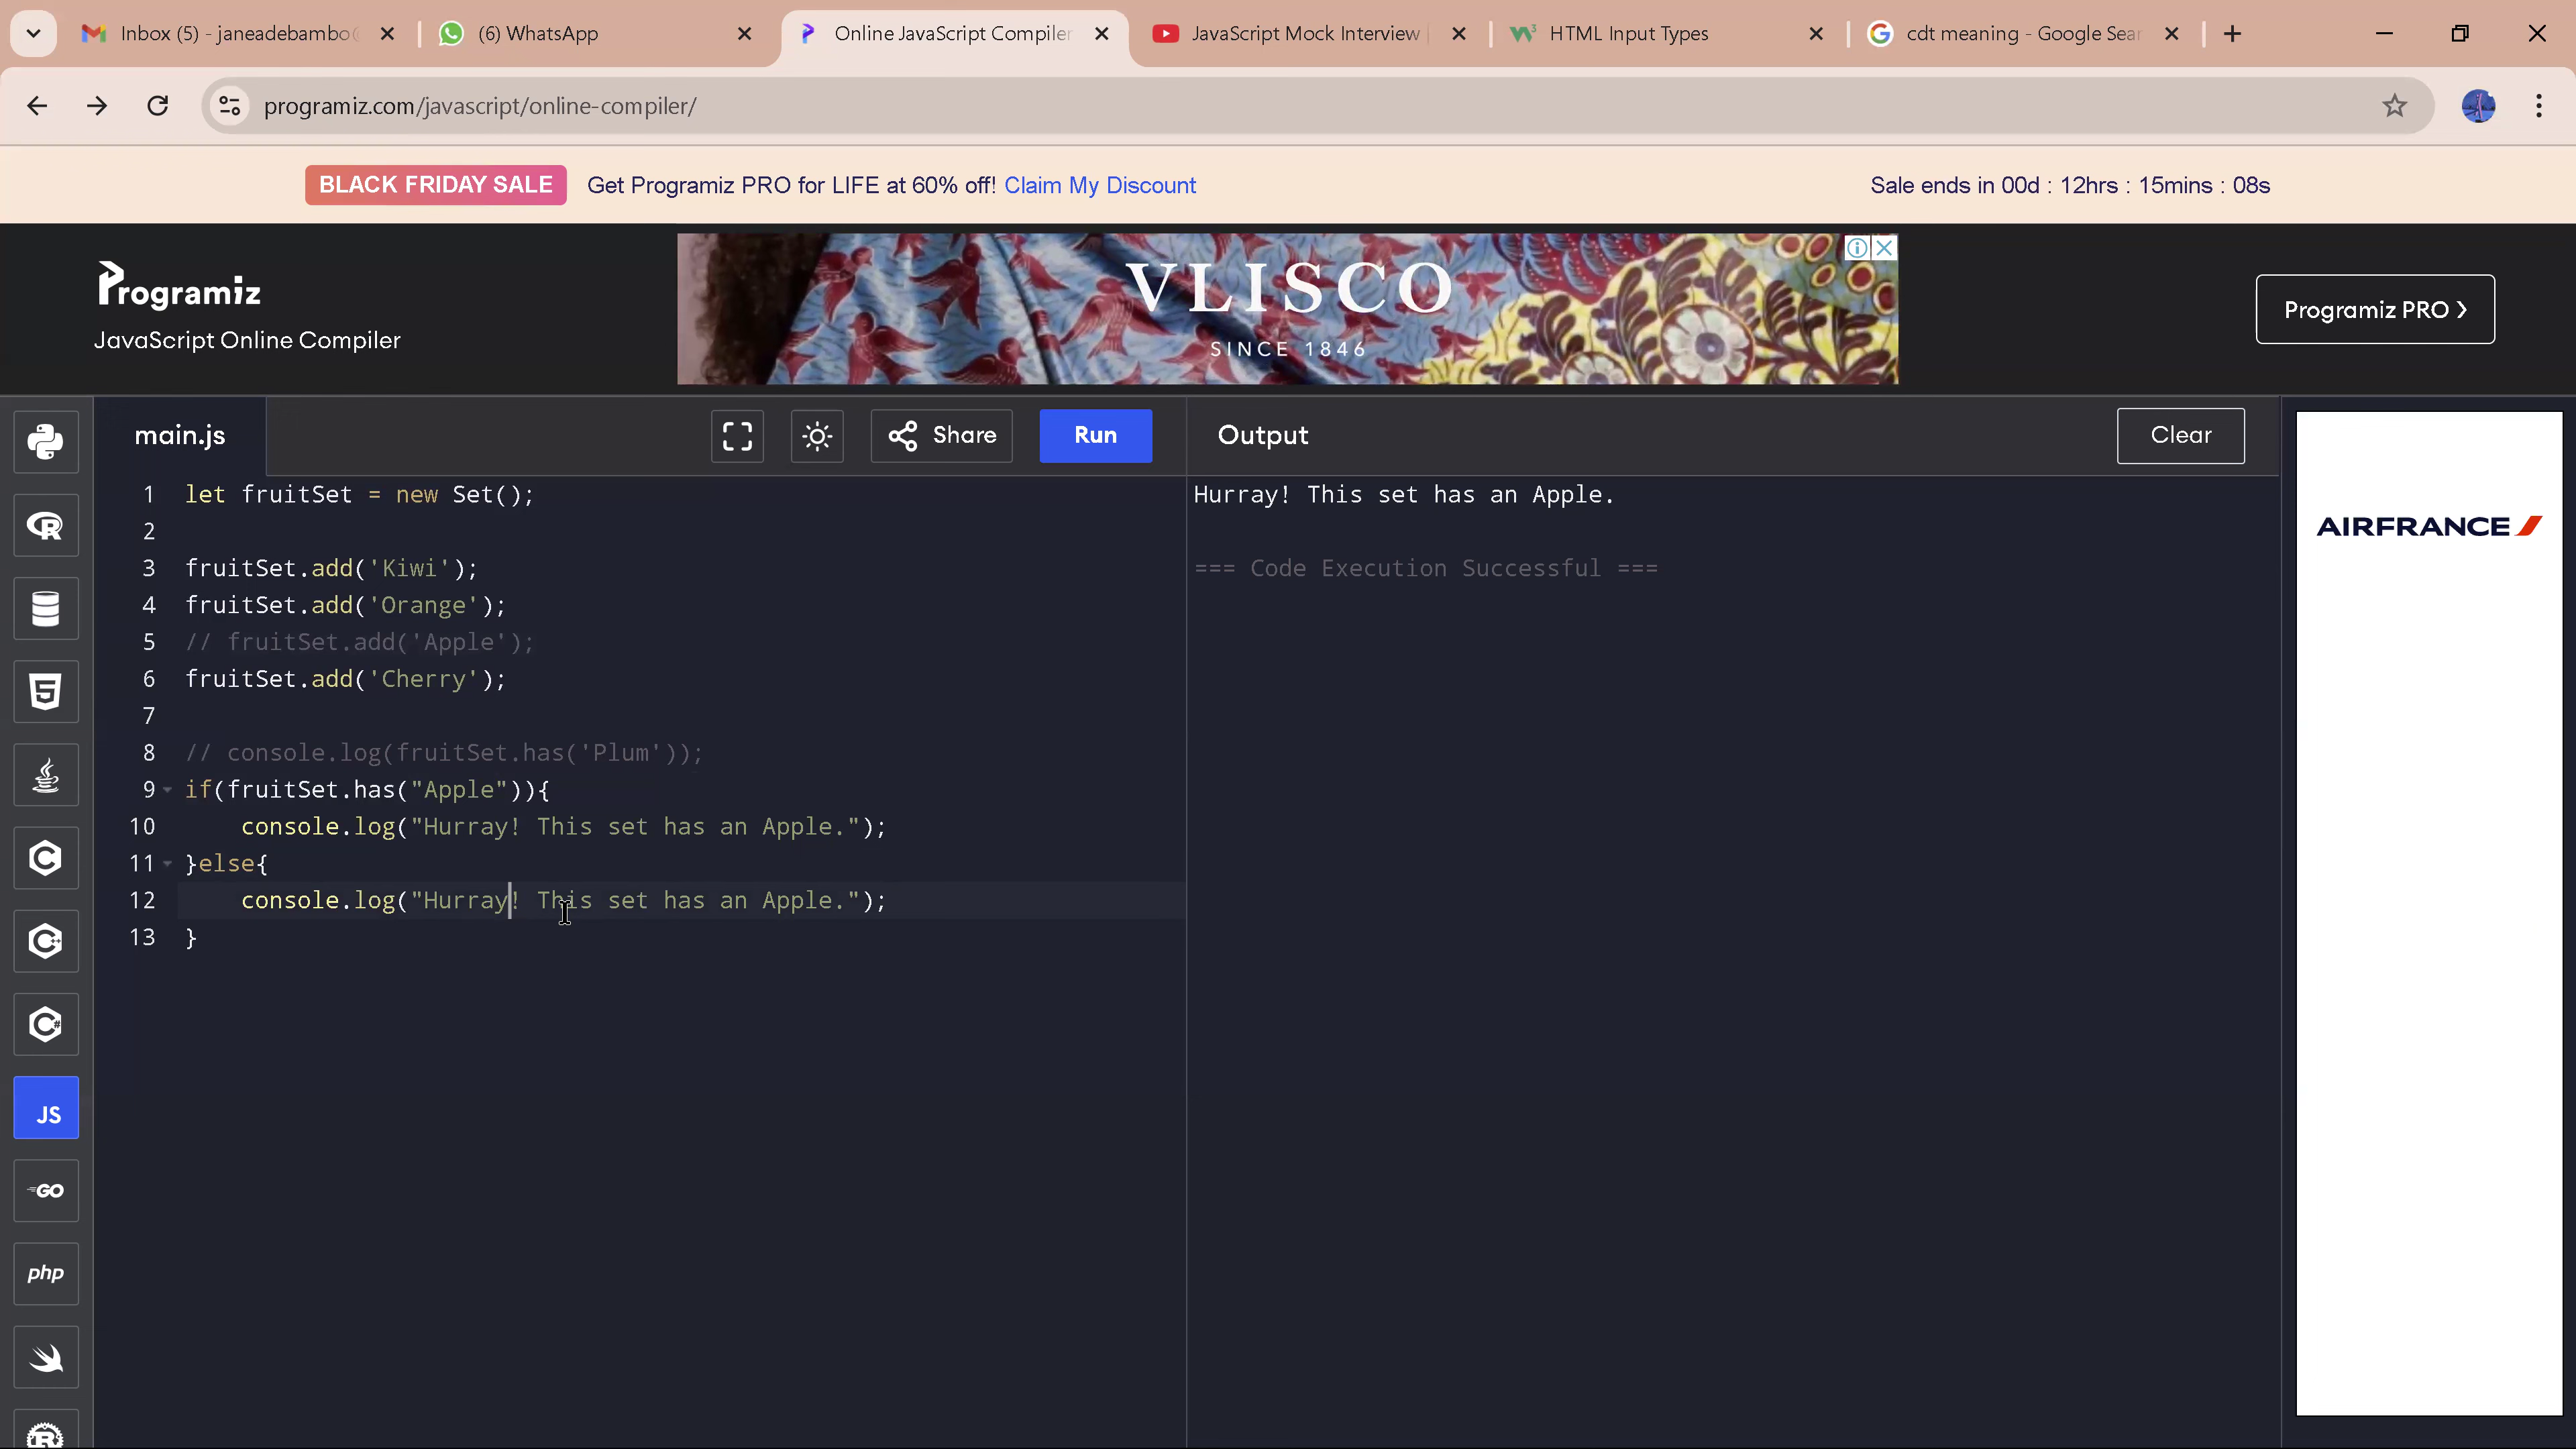 Inbox (5) - janeadebambo@
(6) WhatsApp
Online JavaScript Compiler
JavaScript Mock Interview
HTML Input Types
cdt meaning - Google Sear
programiz.com/javascript/online-compiler/
BLACK FRIDAY SALE
Get Programiz PRO for LIFE at 60% off! Claim My Discount
Sale ends in 00d : 12hrs : 15mins : 08s
Programiz
JavaScript Online Compiler
VLISCO
SINCE 1846
Programiz PRO
main.js
Share
Run
Output
Clear
1 let fruitSet = new Set();
2
3 fruitSet.add('Kiwi');
4 fruitSet.add('Orange');
5 // fruitSet.add('Apple');
6 fruitSet.add('Cherry');
7
8 // console.log(fruitSet.has('Plum'));
9 if(fruitSet.has("Apple")){
10 console.log("Hurray! This set has an Apple.");
11 }else{
12 console.log("Hurray! This set has an Apple.");
13 }
Hurray! This set has an Apple.
=== Code Execution Successful ===
AIRFRANCE
R
5
C
C++
C#
JS
GO
php
R